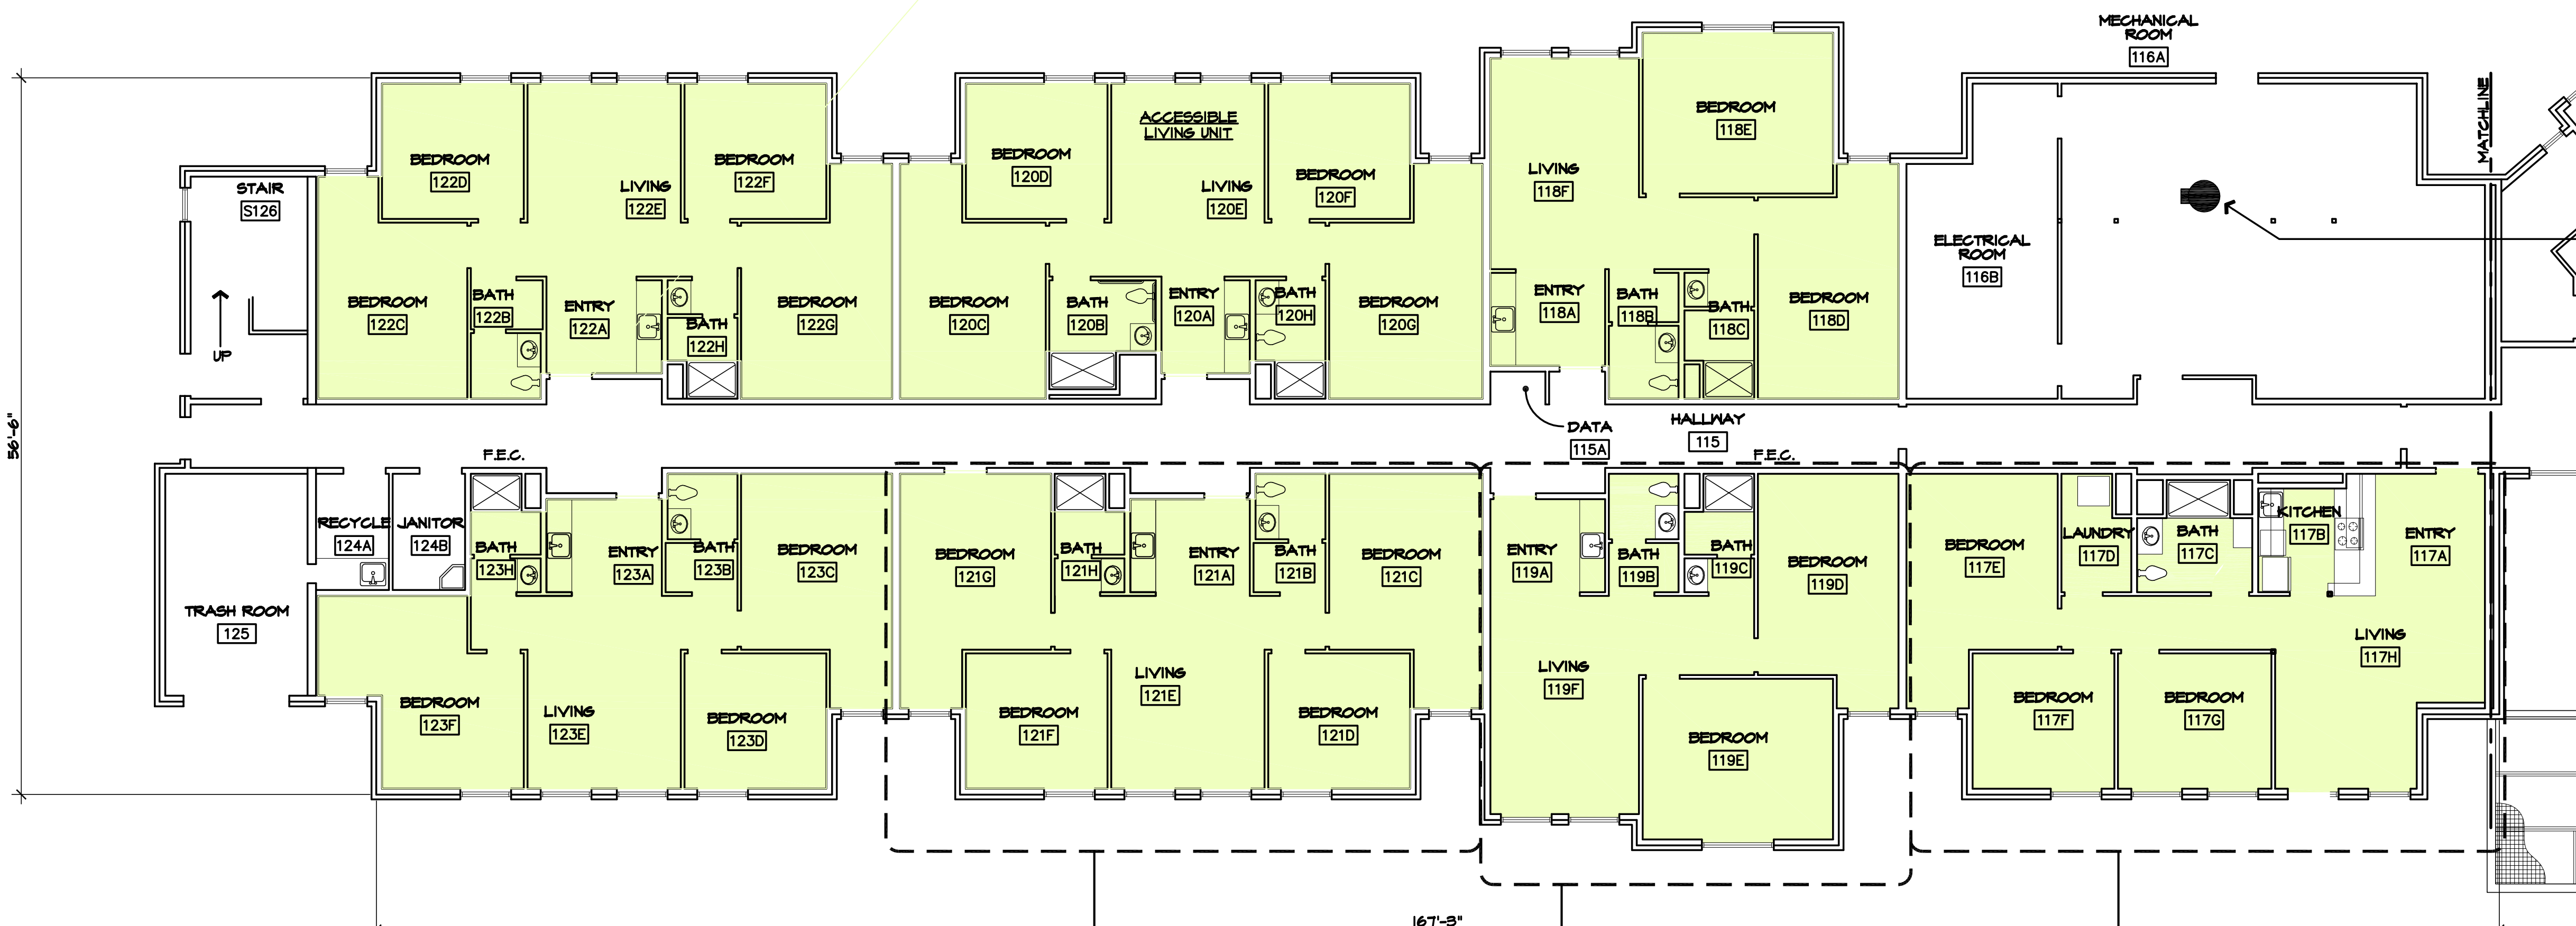 MECHANICAL
ROOM
116A
MATCHLINE
56'-6"
STAIR
S126
UP
BEDROOM
122D
LIVING
122E
BEDROOM
122F
BEDROOM
122C
BATH
122B
ENTRY
122A
BATH
122H
BEDROOM
122G
BEDROOM
120D
ACCESSIBLE
LIVING UNIT
LIVING
120E
BEDROOM
120F
BEDROOM
120C
BATH
120B
ENTRY
120A
BATH
120H
BEDROOM
120G
LIVING
118F
BEDROOM
118E
ENTRY
118A
BATH
118B
BATH
118C
BEDROOM
118D
ELECTRICAL
ROOM
116B
DATA
115A
HALLWAY
115
F.E.C.
F.E.C.
TRASH ROOM
125
RECYCLE
124A
JANITOR
124B
BATH
123H
ENTRY
123A
BATH
123B
BEDROOM
123C
BEDROOM
123F
LIVING
123E
BEDROOM
123D
BEDROOM
121G
BATH
121H
ENTRY
121A
BATH
121B
BEDROOM
121C
BEDROOM
121F
LIVING
121E
BEDROOM
121D
ENTRY
119A
BATH
119B
BATH
119C
BEDROOM
119D
LIVING
119F
BEDROOM
119E
BEDROOM
117E
LAUNDRY
117D
BATH
117C
KITCHEN
117B
ENTRY
117A
LIVING
117H
BEDROOM
117F
BEDROOM
117G
167'-3"